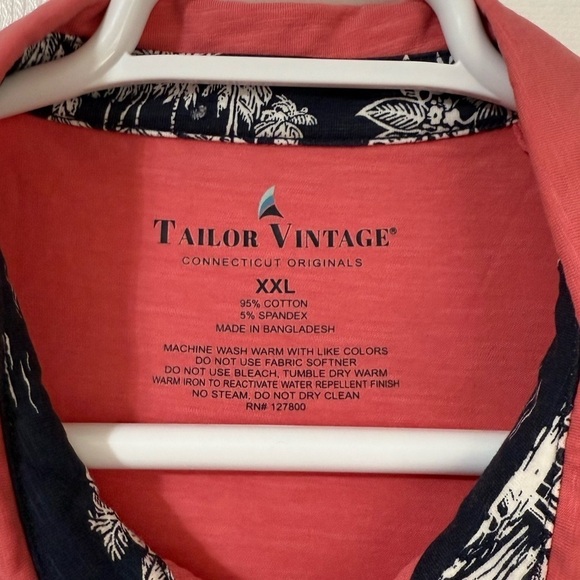 TAILOR VINTAGE®
CONNECTICUT ORIGINALS
XXL
95% COTTON
5% SPANDEX
MADE IN BANGLADESH
MACHINE WASH WARM WITH LIKE COLORS
DO NOT USE FABRIC SOFTNER
DO NOT USE BLEACH, TUMBLE DRY WARM
WARM IRON TO REACTIVATE WATER REPELLENT FINISH
NO STEAM, DO NOT DRY CLEAN
RN# 127800